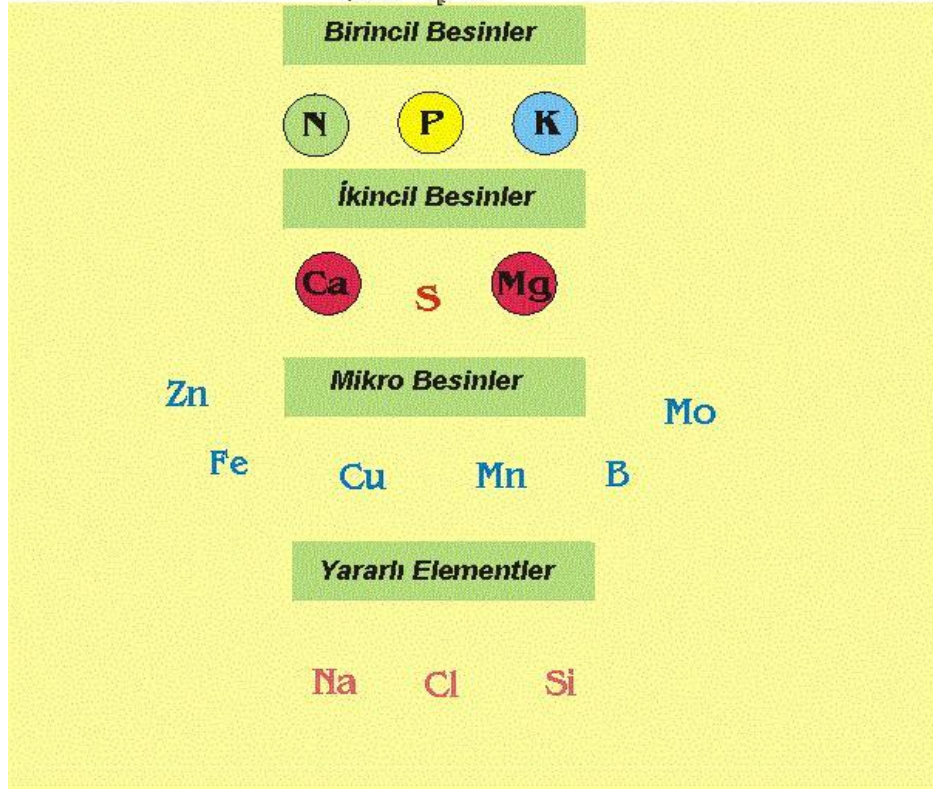 Birincil Besinler
N P K
İkincil Besinler
Ca S Mg
Mikro Besinler
Zn Mo
Fe Cu Mn B
Yararlı Elementler
Na Cl Si